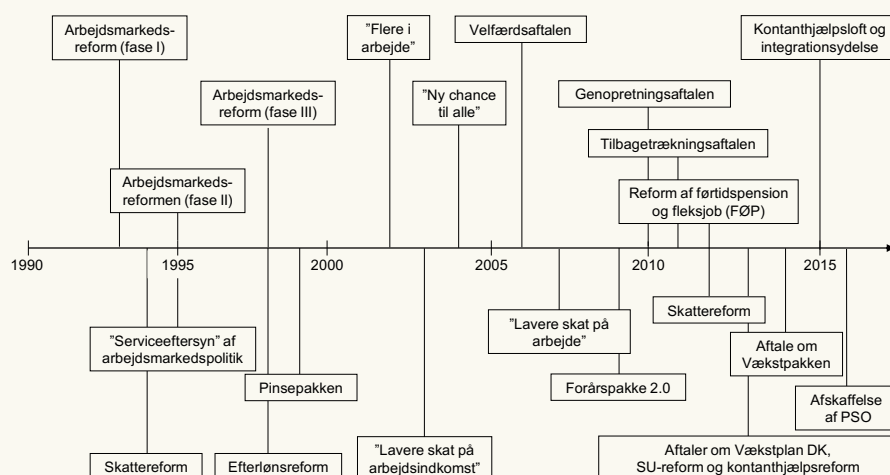 Arbejdsmarkeds-
reform (fase I)
"Flere i
arbejde"
Velfærdsaftalen
Kontanthjælpsloft og
integrationsydelse
Arbejdsmarkeds-
reform (fase III)
"Ny chance
til alle"
Genopretningsaftalen
Tilbagetrækningsaftalen
Arbejdsmarkeds-
reformen (fase II)
Reform af førtidspension
og fleksjob (FØP)
1990
1995
2000
2005
2010
2015
"Serviceeftersyn" af
arbejdsmarkedspolitik
Pinsepakken
"Lavere skat på
arbejde"
Skattereform
Aftale om
Vækstpakken
Forårspakke 2.0
Afskaffelse
af PSO
Skattereform
Efterlønsreform
"Lavere skat på
arbejdsindkomst"
Aftaler om Vækstplan DK,
SU-reform og kontanthjælpsreform